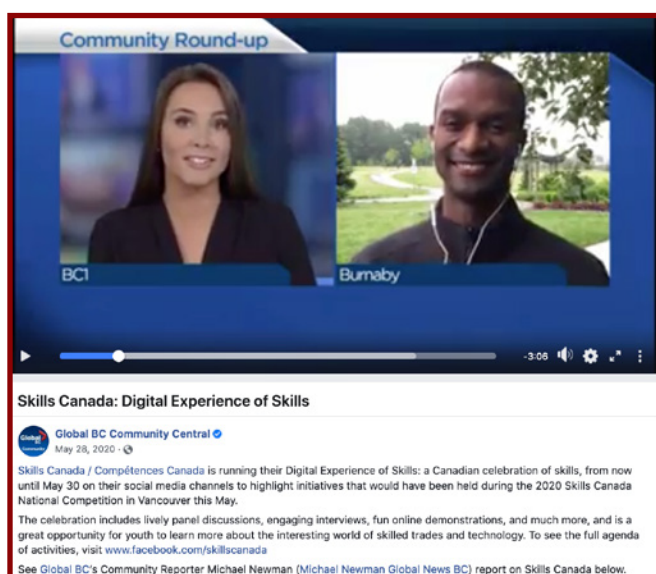 Community Round-up
BC1
Burnaby
-3:06
Skills Canada: Digital Experience of Skills
Global BC Community Central
May 28, 2020 ·
Skills Canada / Compétences Canada is running their Digital Experience of Skills: a Canadian celebration of skills, from now
until May 30 on their social media channels to highlight initiatives that would have been held during the 2020 Skills Canada
National Competition in Vancouver this May.
The celebration includes lively panel discussions, engaging interviews, fun online demonstrations, and much more, and is a
great opportunity for youth to learn more about the interesting world of skilled trades and technology. To see the full agenda
of activities, visit www.facebook.com/skillscanada
See Global BC's Community Reporter Michael Newman (Michael Newman Global News BC) report on Skills Canada below.